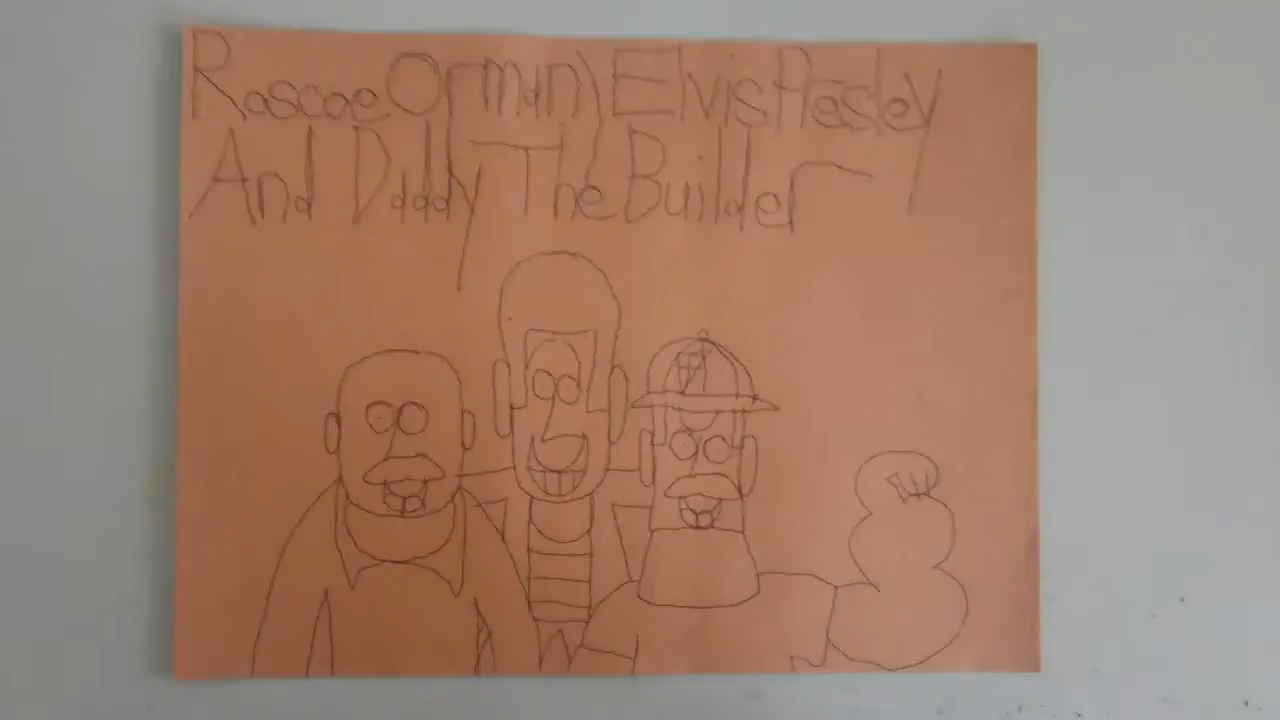 Roscoe Orman, Elvis Presley
And Daddy The Builder